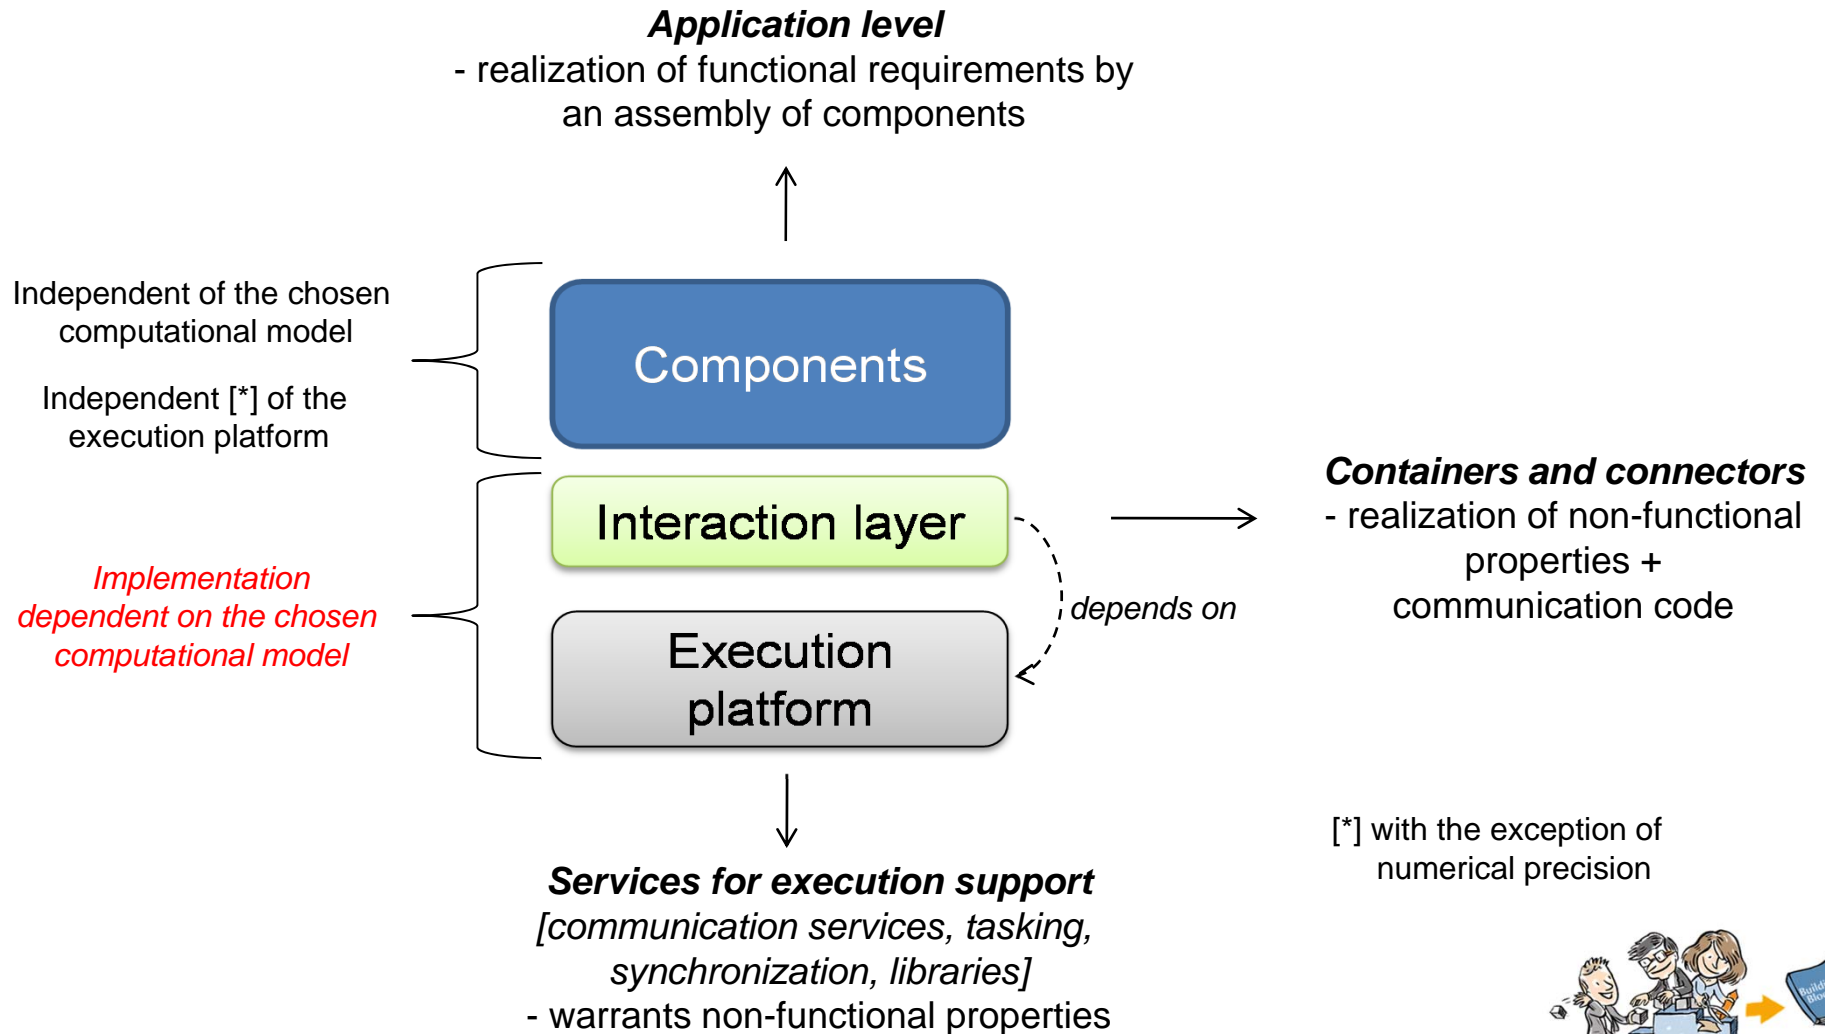 Application level
- realization of functional requirements by
an assembly of components
Independent of the chosen
computational model
Independent [*] of the
execution platform
Components
Interaction layer
Execution
platform
depends on
Implementation
dependent on the chosen
computational model
Containers and connectors
- realization of non-functional
properties +
communication code
[*] with the exception of
numerical precision
Services for execution support
[communication services, tasking,
synchronization, libraries]
- warrants non-functional properties